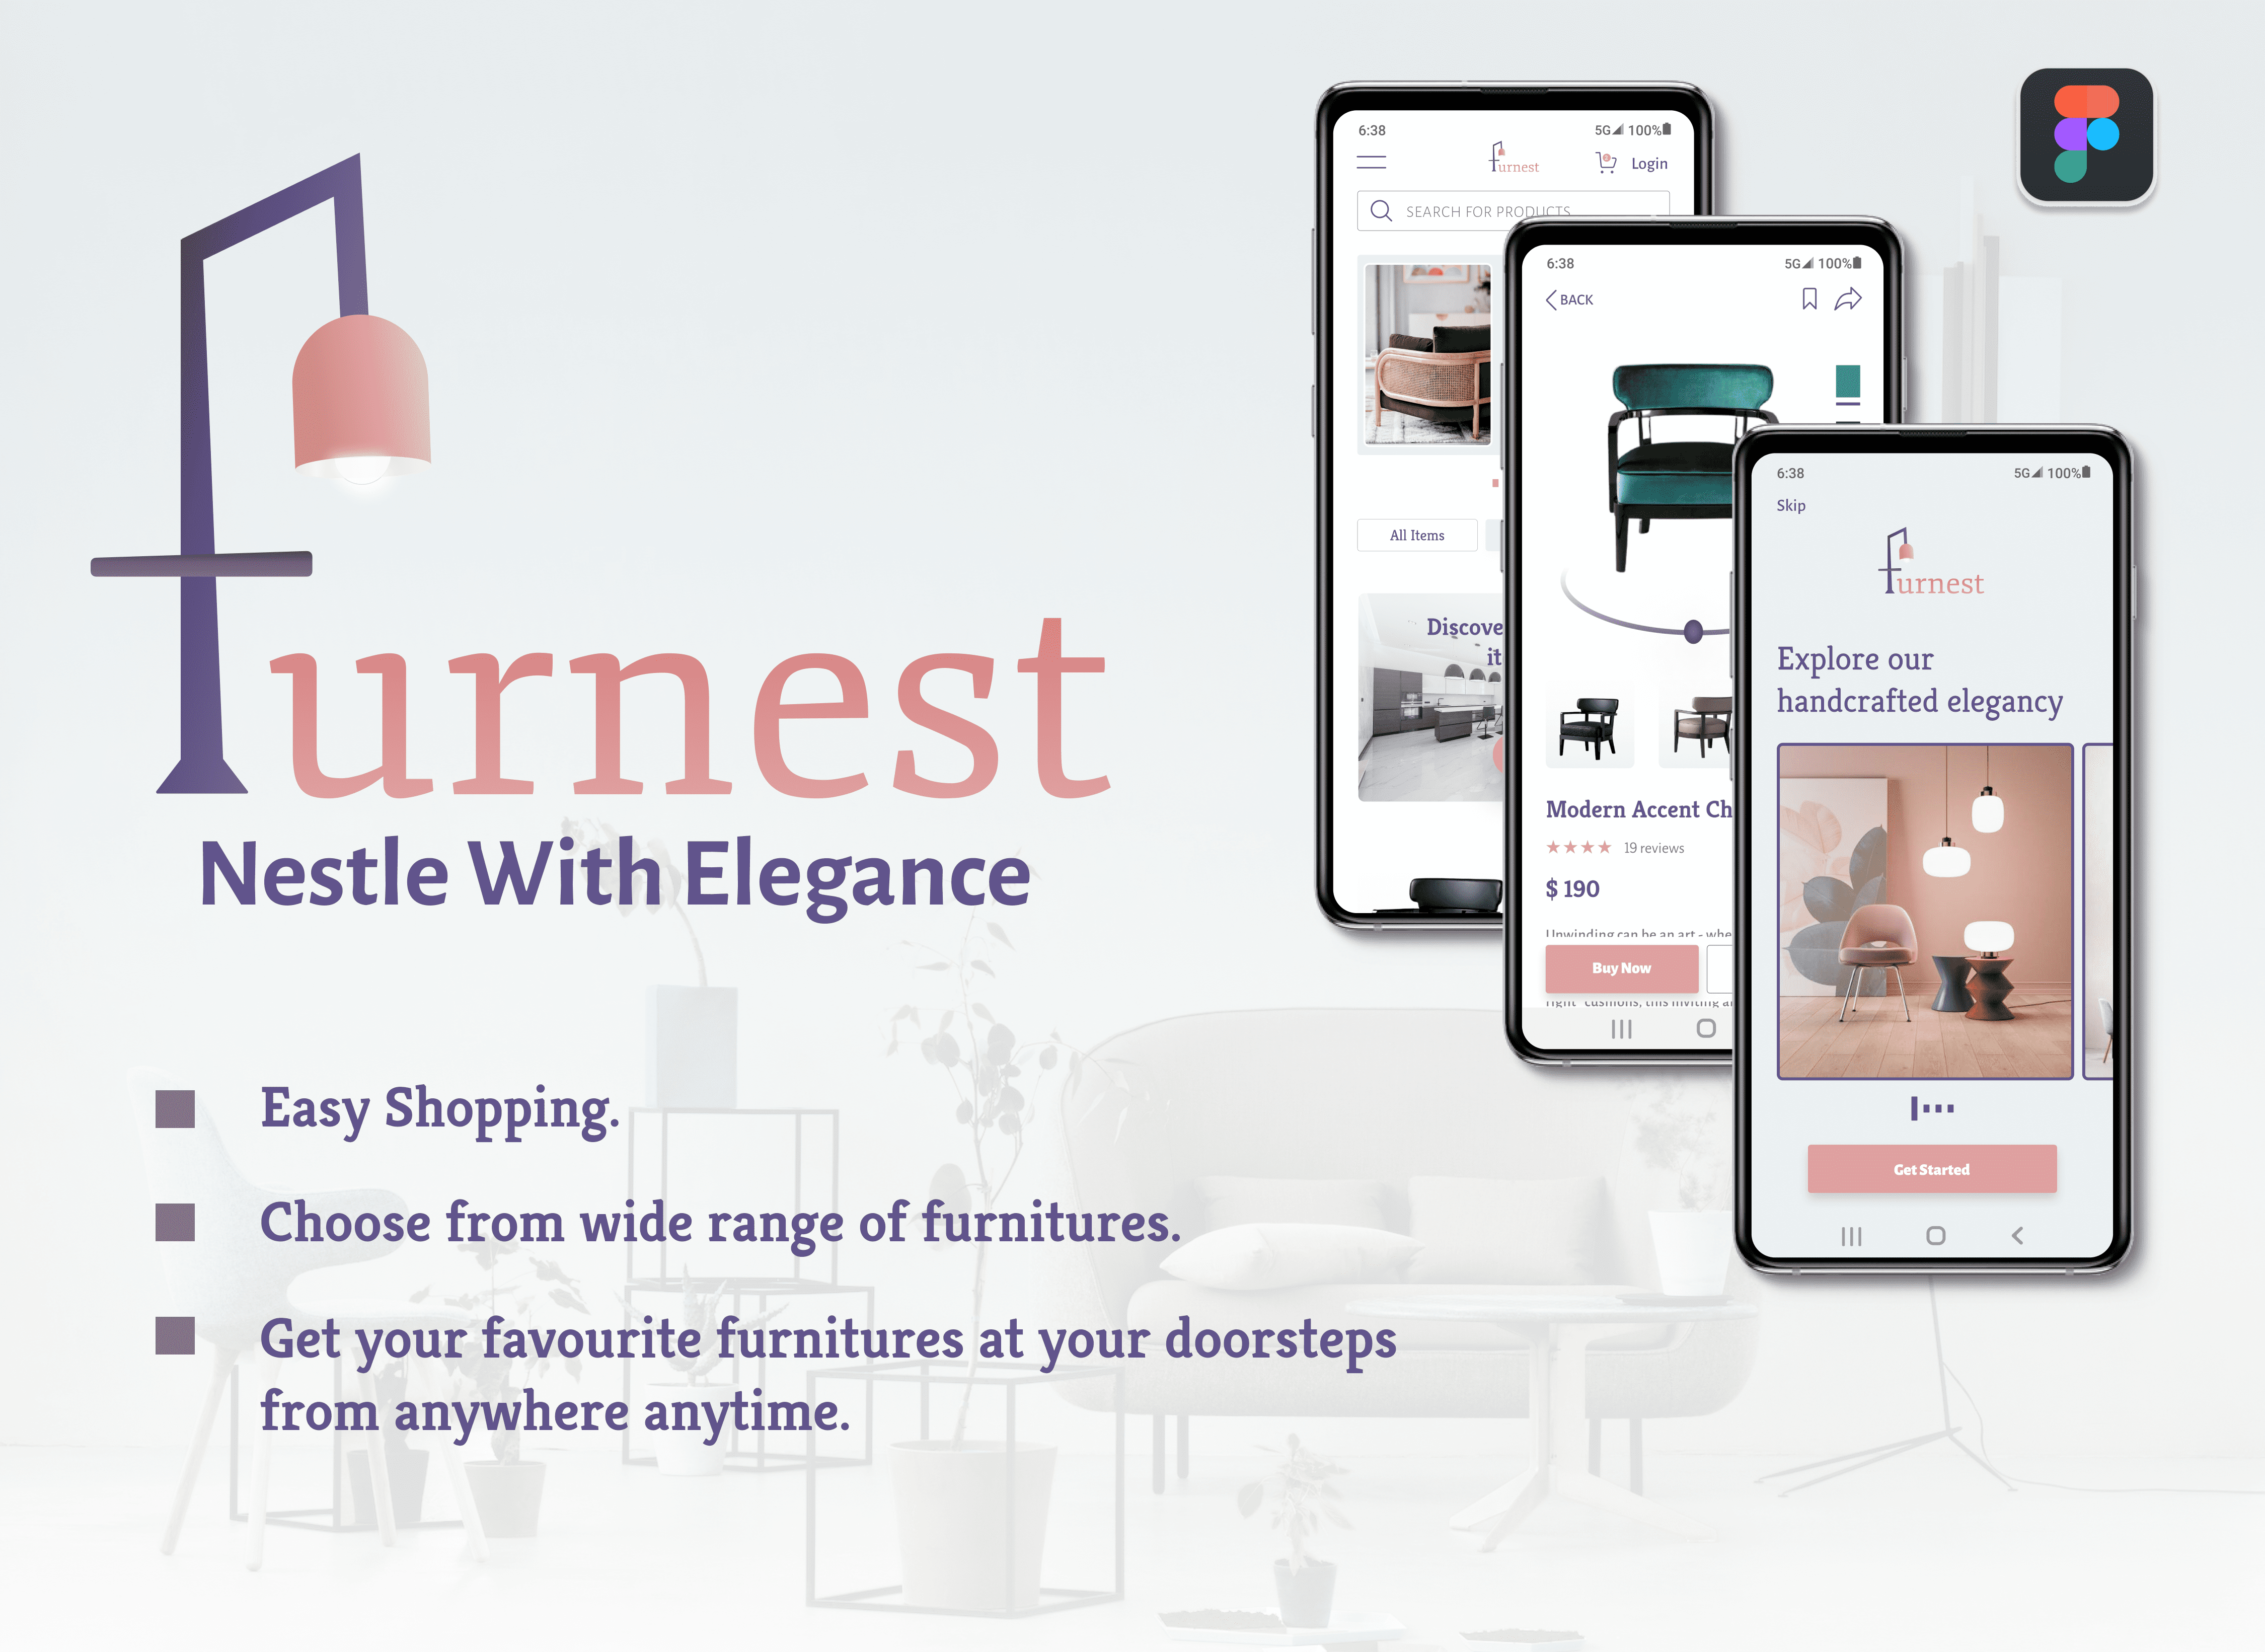 furnest
Nestle With Elegance
Easy Shopping.
Choose from wide range of furnitures.
Get your favourite furnitures at your doorsteps
from anywhere anytime.
6:38
5G 100%
furnest
Login
SEARCH FOR PRODUCTS
All Items
Discove
it
6:38
5G 100%
BACK
Modern Accent Ch
19 reviews
$ 190
Unwinding can be an art - whe
Buy Now
right" cushions, this inviting a
6:38
5G 100%
Skip
furnest
Explore our
handcrafted elegancy
Get Started